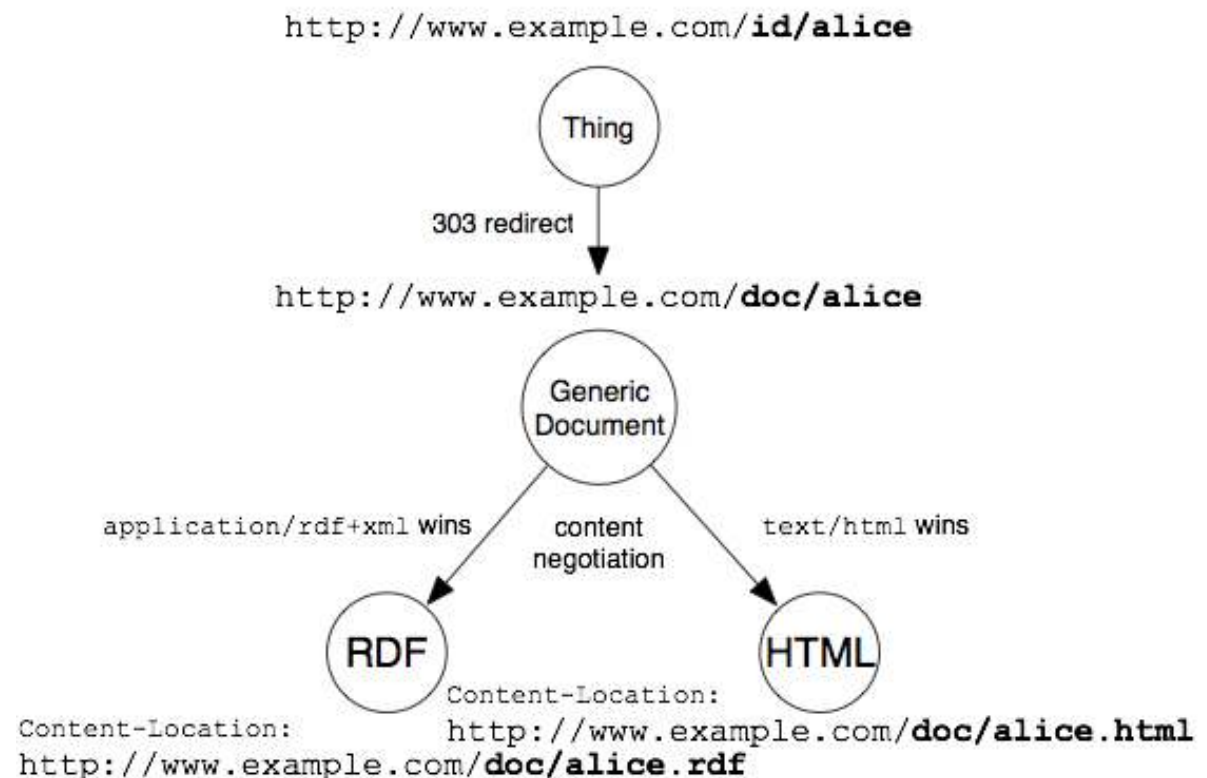 http://www.example.com/id/alice
Thing
303 redirect
http://www.example.com/doc/alice
Generic
Document
application/rdf+xml wins
content
negotiation
text/html wins
RDF
HTML
Content-Location:
http://www.example.com/doc/alice.html
Content-Location:
http://www.example.com/doc/alice.rdf